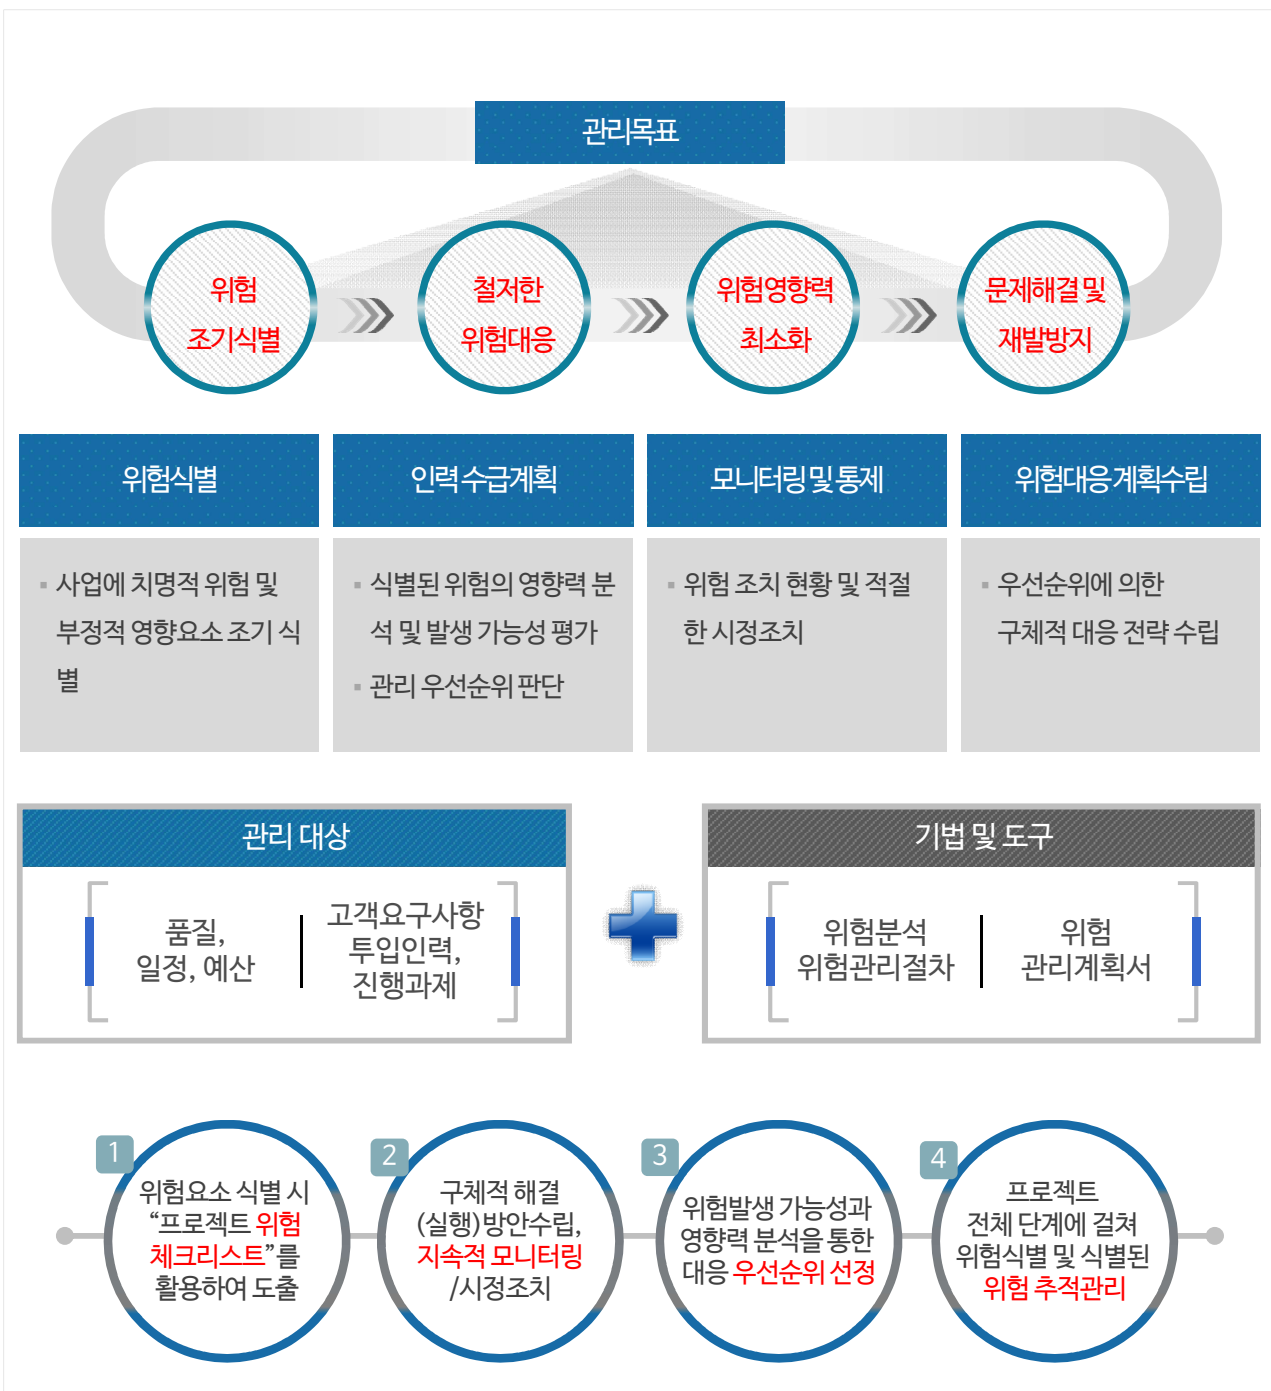 관리목표
위험
조기식별
철저한
위험대응
위험영향력
최소화
문제해결 및
재발방지
위험식별
▪ 사업에 치명적 위험 및
부정적 영향요소 조기 식
별
인력 수급계획
▪ 식별된 위험의 영향력 분
석 및 발생 가능성 평가
▪ 관리 우선순위 판단
모니터링 및 통제
▪ 위험 조치 현황 및 적절
한 시정조치
위험대응 계획수립
▪ 우선순위에 의한
구체적 대응 전략 수립
관리 대상
품질,
일정, 예산
고객요구사항
투입인력,
진행과제
기법 및 도구
위험분석
위험관리절차
위험
관리계획서
1
위험요소 식별 시
“프로젝트 위험
체크리스트”를
활용하여 도출
2
구체적 해결
(실행)방안수립,
지속적 모니터링
/시정조치
3
위험발생 가능성과
영향력 분석을 통한
대응 우선순위 선정
4
프로젝트
전체 단계에 걸쳐
위험식별 및 식별된
위험 추적관리